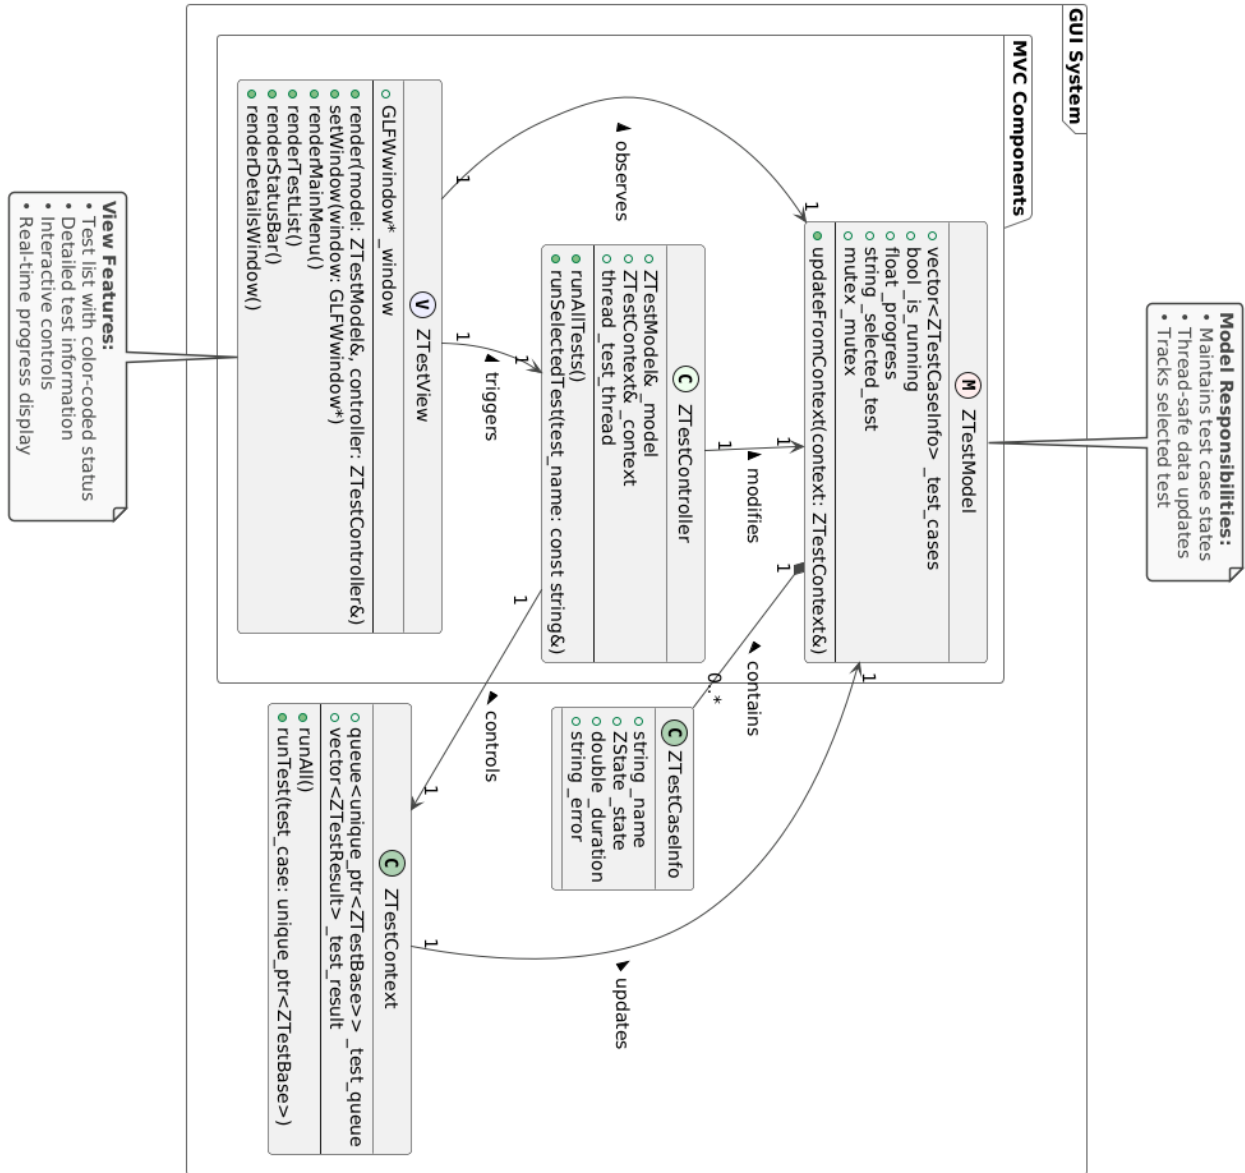 GUI System
MVC Components
Model Responsibilities:
• Maintains test case states
• Thread-safe data updates
• Tracks selected test
M ZTestModel
vector<ZTestCaseInfo> _test_cases
bool _is_running
float _progress
string _selected_test
mutex _mutex
updateFromContext(context: ZTestContext&)
1
1
1
1
observes
1
modifies
1
contains
0..*
updates
C ZTestController
ZTestModel& _model
ZTestContext& _context
thread _test_thread
runAllTests()
runSelectedTest(test_name: const string&)
C ZTestCaseInfo
string _name
ZState _state
double _duration
string _error
1
triggers
1
1
controls
1
1
V ZTestView
GLFWwindow* _window
render(model: ZTestModel&, controller: ZTestController&)
setWindow(window: GLFWwindow*)
renderMainMenu()
renderTestList()
renderStatusBar()
renderDetailsWindow()
C ZTestContext
queue<unique_ptr<ZTestBase>> _test_queue
vector<ZTestResult> _test_result
runAll()
runTest(test_case: unique_ptr<ZTestBase>)
View Features:
• Test list with color-coded status
• Detailed test information
• Interactive controls
• Real-time progress display